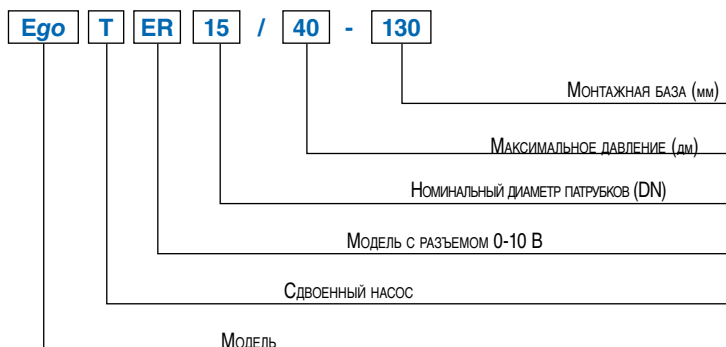 Ego T ER 15 / 40 - 130
Монтажная база (мм)
Максимальное давление (дм)
Номинальный диаметр патрубков (DN)
Модель с разъемом 0-10 В
Сдвоенный насос
Модель